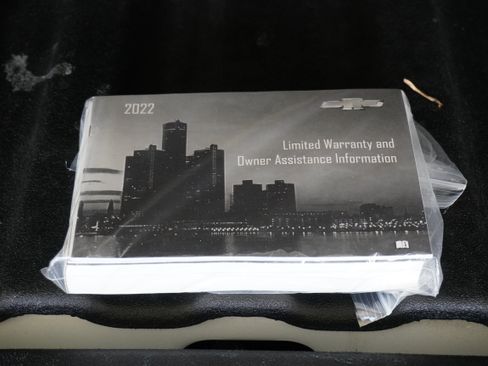 2022
Limited Warranty and
Owner Assistance Information